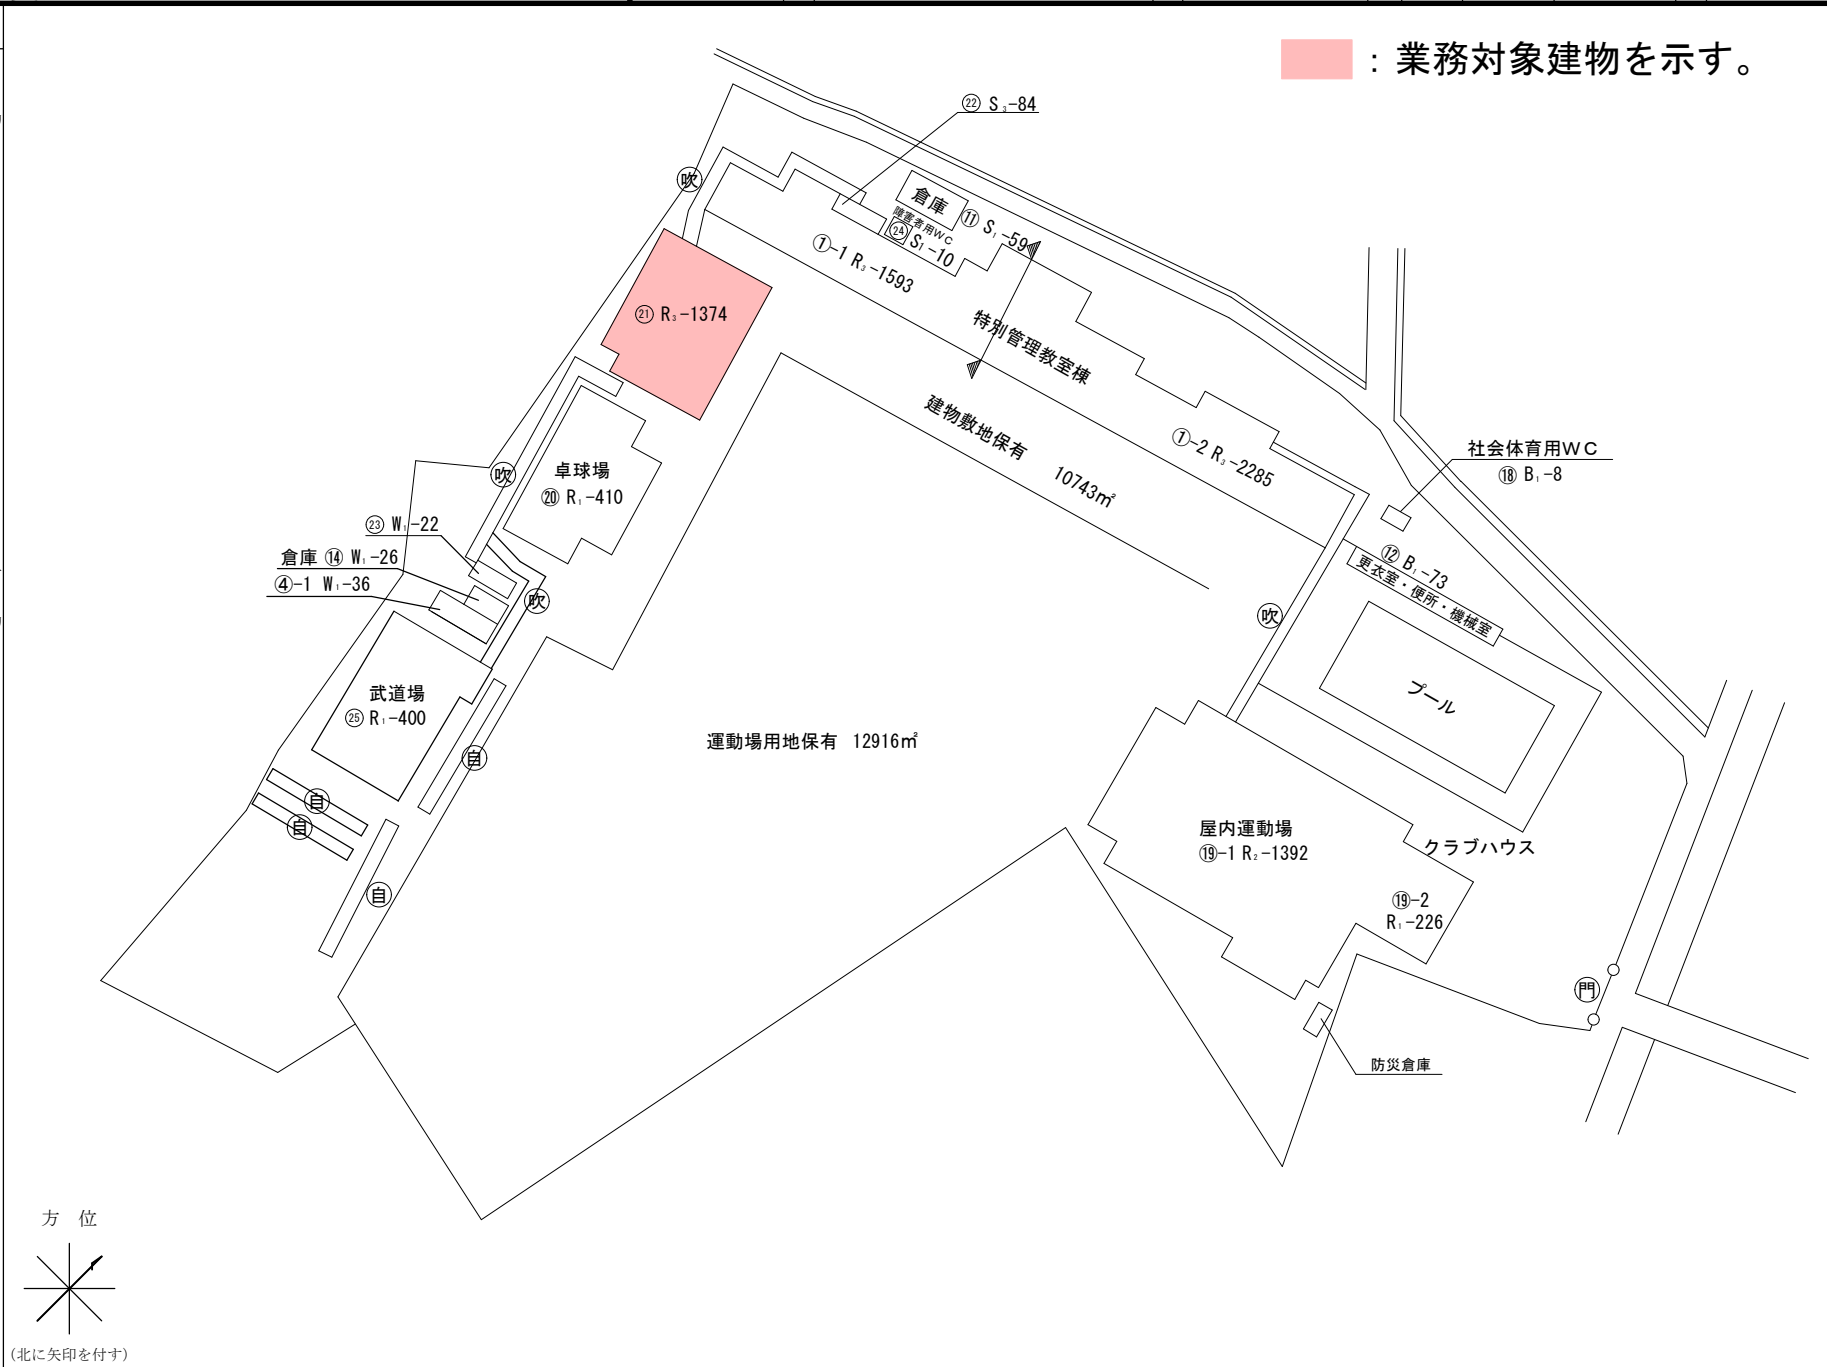 ：業務対象建物を示す。
㉒ S₃-84
吹
倉庫
⑪ S₁-59
障害者用WC
㉔ S₁-10
①-1 R₃-1593
㉑ R₃-1374
特別管理教室棟
建物敷地保有 10743㎡
①-2 R₃-2285
社会体育用WC
⑱ B₁-8
卓球場
⑳ R₁-410
吹
㉓ W₁-22
倉庫 ⑭ W₁-26
④-1 W₁-36
吹
⑫ B₁-73
更衣室・便所・機械室
吹
プール
武道場
㉕ R₁-400
運動場用地保有 12916㎡
自
自
自
自
屋内運動場
⑲-1 R₂-1392
クラブハウス
⑲-2
R₁-226
門
防災倉庫
方 位
(北に矢印を付す)